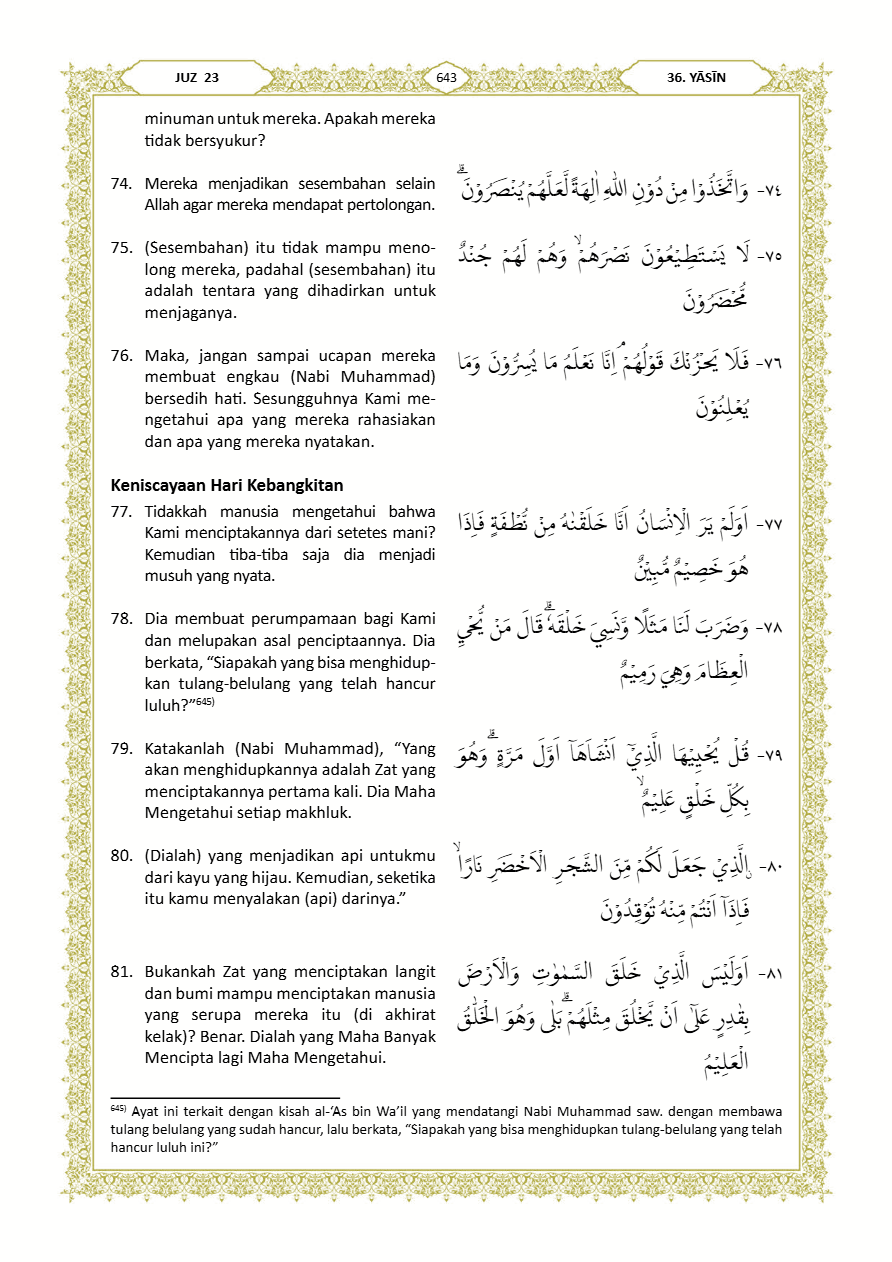 JUZ 23
643
36. YĀSĪN
minuman untuk mereka. Apakah mereka
tidak bersyukur?
74. Mereka menjadikan sesembahan selain
Allah agar mereka mendapat pertolongan.
٧٤- وَاتَّخَذُوْا مِنْ دُوْنِ اللّٰهِ اٰلِهَةً لَّعَلَّهُمْ يُنْصَرُوْنَ ۗ
75. (Sesembahan) itu tidak mampu meno-
long mereka, padahal (sesembahan) itu
adalah tentara yang dihadirkan untuk
menjaganya.
٧٥- لَا يَسْتَطِيْعُوْنَ نَصْرَهُمْۙ وَهُمْ لَهُمْ جُنْدٌ
مُّحْضَرُوْنَ
76. Maka, jangan sampai ucapan mereka
membuat engkau (Nabi Muhammad)
bersedih hati. Sesungguhnya Kami me-
ngetahui apa yang mereka rahasiakan
dan apa yang mereka nyatakan.
٧٦- فَلَا يَحْزُنْكَ قَوْلُهُمْ ۘاِنَّا نَعْلَمُ مَا يُسِرُّوْنَ وَمَا
يُعْلِنُوْنَ
Keniscayaan Hari Kebangkitan
77. Tidakkah manusia mengetahui bahwa
Kami menciptakannya dari setetes mani?
Kemudian tiba-tiba saja dia menjadi
musuh yang nyata.
٧٧- اَوَلَمْ يَرَ الْاِنْسَانُ اَنَّا خَلَقْنٰهُ مِنْ نُّطْفَةٍ فَاِذَا
هُوَ خَصِيْمٌ مُّبِيْنٌ
78. Dia membuat perumpamaan bagi Kami
dan melupakan asal penciptaannya. Dia
berkata, “Siapakah yang bisa menghidup-
kan tulang-belulang yang telah hancur
luluh?”645)
٧٨- وَضَرَبَ لَنَا مَثَلًا وَّنَسِيَ خَلْقَهٗۗ قَالَ مَنْ يُّحْيِ
الْعِظَامَ وَهِيَ رَمِيْمٌ
79. Katakanlah (Nabi Muhammad), “Yang
akan menghidupkannya adalah Zat yang
menciptakannya pertama kali. Dia Maha
Mengetahui setiap makhluk.
٧٩- قُلْ يُحْيِيْهَا الَّذِيْٓ اَنْشَاَهَآ اَوَّلَ مَرَّةٍ ۗوَهُوَ
بِكُلِّ خَلْقٍ عَلِيْمٌ ۙ
80. (Dialah) yang menjadikan api untukmu
dari kayu yang hijau. Kemudian, seketika
itu kamu menyalakan (api) darinya.”
٨٠- ۨالَّذِيْ جَعَلَ لَكُمْ مِّنَ الشَّجَرِ الْاَخْضَرِ نَارًاۙ
فَاِذَآ اَنْتُمْ مِّنْهُ تُوْقِدُوْنَ
81. Bukankah Zat yang menciptakan langit
dan bumi mampu menciptakan manusia
yang serupa mereka itu (di akhirat
kelak)? Benar. Dialah yang Maha Banyak
Mencipta lagi Maha Mengetahui.
٨١- اَوَلَيْسَ الَّذِيْ خَلَقَ السَّمٰوٰتِ وَالْاَرْضَ
بِقٰدِرٍ عَلٰٓى اَنْ يَّخْلُقَ مِثْلَهُمْ ۗبَلٰى وَهُوَ الْخَلّٰقُ
الْعَلِيْمُ
645) Ayat ini terkait dengan kisah al-‘As bin Wa’il yang mendatangi Nabi Muhammad saw. dengan membawa
tulang belulang yang sudah hancur, lalu berkata, “Siapakah yang bisa menghidupkan tulang-belulang yang telah
hancur luluh ini?”